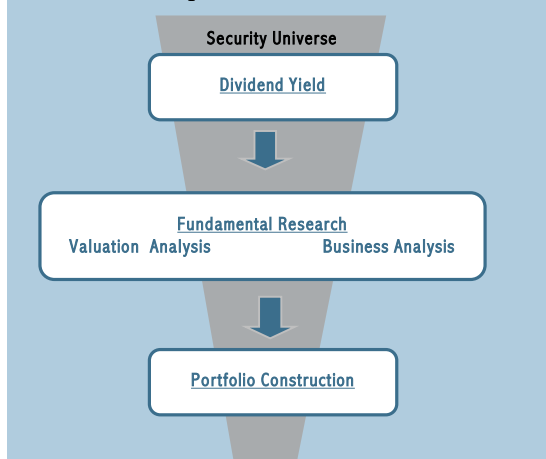 Security Universe
Dividend Yield
Fundamental Research
Valuation Analysis Business Analysis
Portfolio Construction